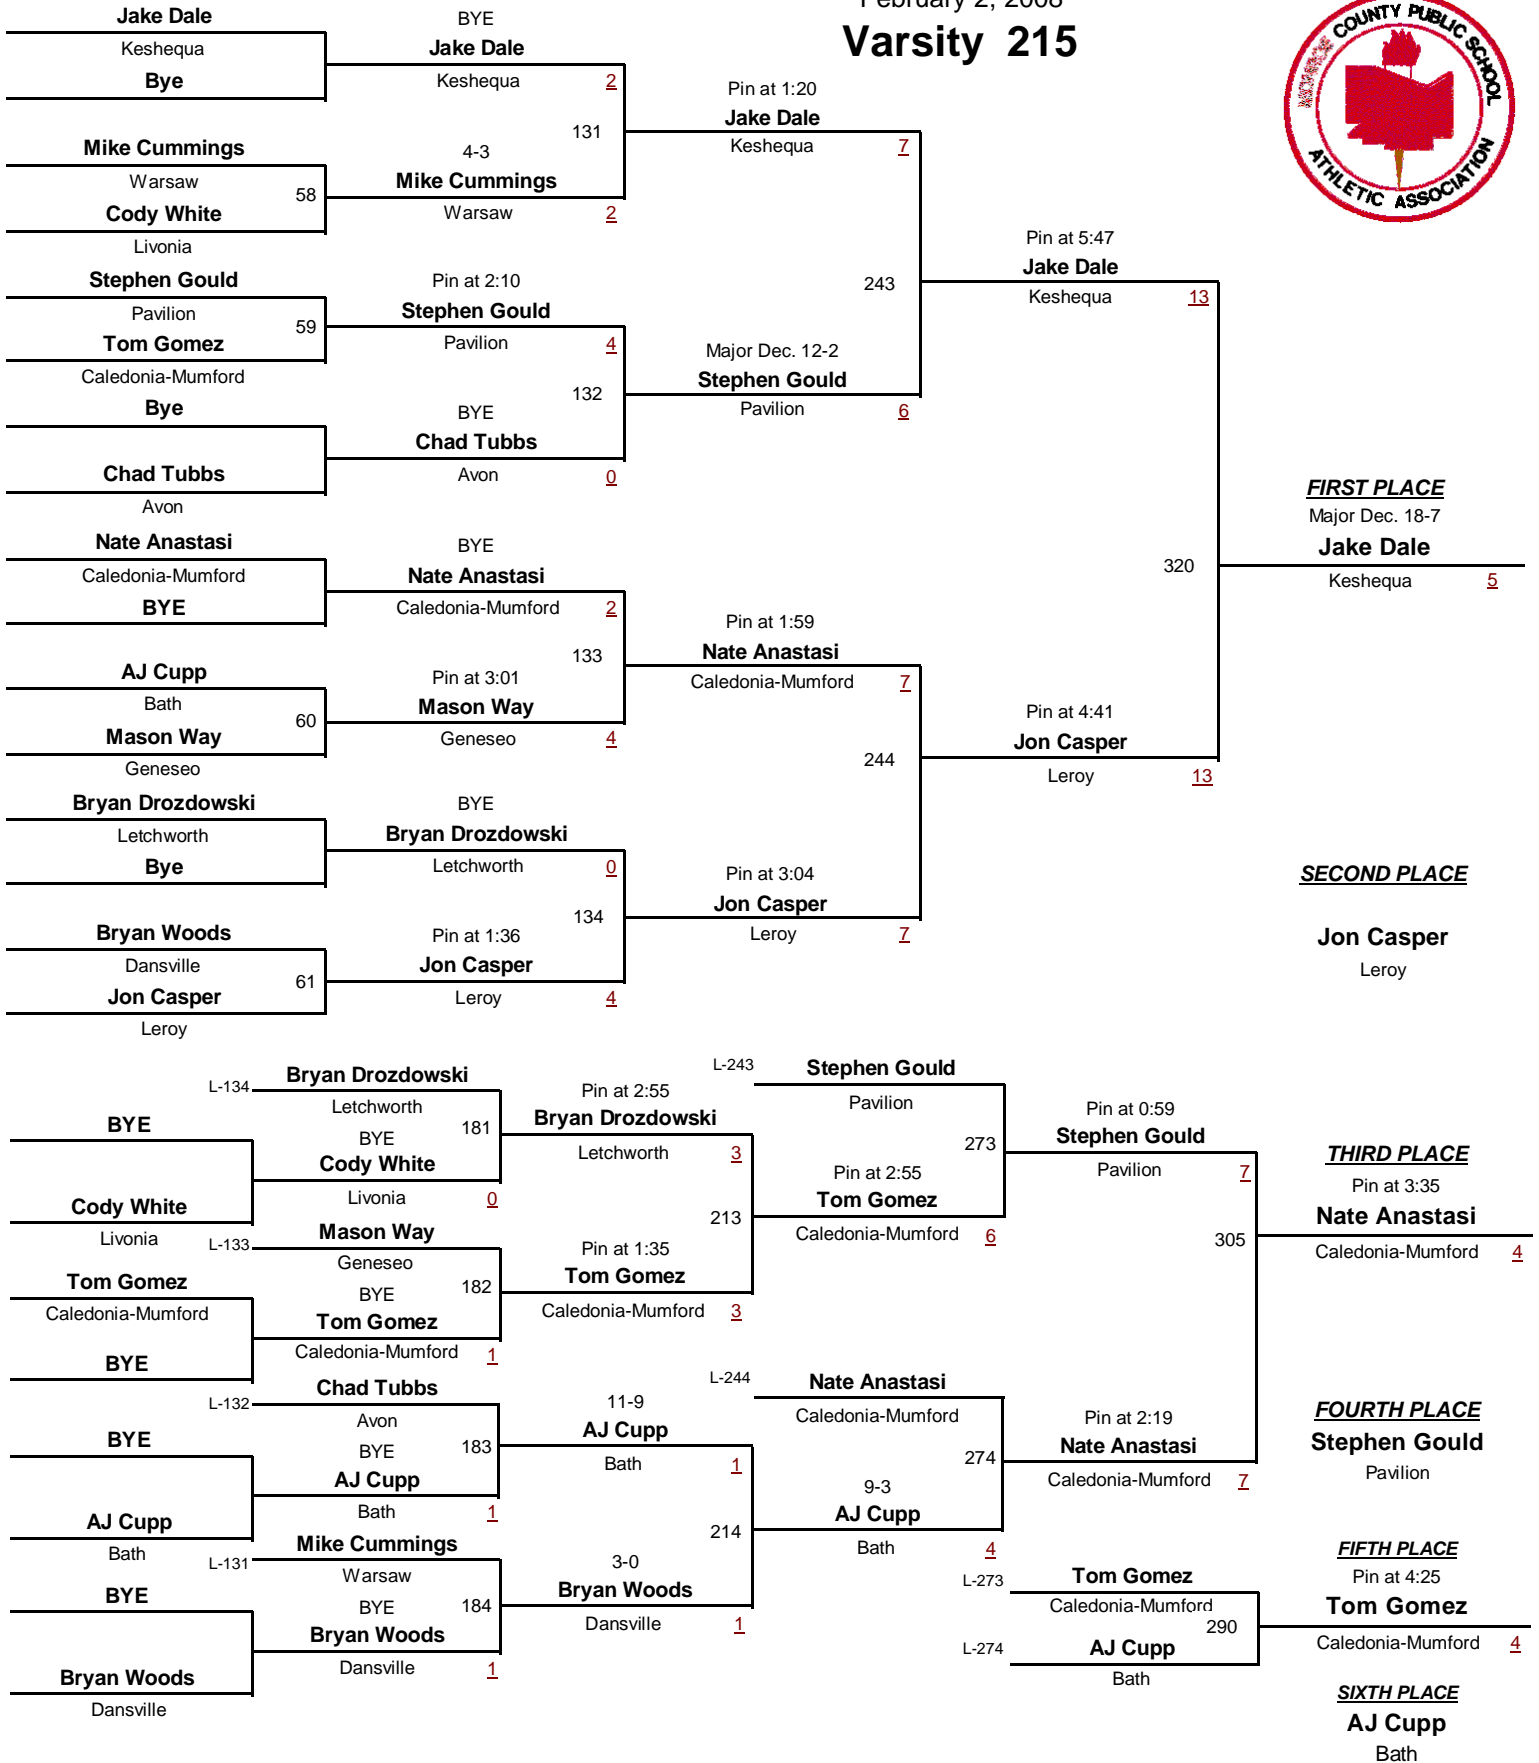 February 2, 2008
Varsity 215
COUNTY PUBLIC SCHOOL
ATHLETIC ASSOCIATION
Jake Dale
Keshequa
Bye
Mike Cummings
Warsaw
58
Cody White
Livonia
Stephen Gould
Pavilion
59
Tom Gomez
Caledonia-Mumford
Bye
Chad Tubbs
Avon
Nate Anastasi
Caledonia-Mumford
BYE
AJ Cupp
Bath
60
Mason Way
Geneseo
Bryan Drozdowski
Letchworth
Bye
Bryan Woods
Dansville
61
Jon Casper
Leroy
BYE
Jake Dale
Keshequa 2
131
4-3
Mike Cummings
Warsaw 2
Pin at 2:10
Stephen Gould
Pavilion 4
132
BYE
Chad Tubbs
Avon 0
BYE
Nate Anastasi
Caledonia-Mumford 2
133
Pin at 3:01
Mason Way
Geneseo 4
BYE
Bryan Drozdowski
Letchworth 0
134
Pin at 1:36
Jon Casper
Leroy 4
Pin at 1:20
Jake Dale
Keshequa 7
243
Major Dec. 12-2
Stephen Gould
Pavilion 6
Pin at 1:59
Nate Anastasi
Caledonia-Mumford 7
244
Pin at 3:04
Jon Casper
Leroy 7
Pin at 5:47
Jake Dale
Keshequa 13
320
Pin at 4:41
Jon Casper
Leroy 13
FIRST PLACE
Major Dec. 18-7
Jake Dale
Keshequa 5
SECOND PLACE
Jon Casper
Leroy
BYE
Cody White
Livonia
Tom Gomez
Caledonia-Mumford
BYE
BYE
AJ Cupp
Bath
BYE
Bryan Woods
Dansville
L-134
Bryan Drozdowski
Letchworth
BYE 181
Cody White
Livonia 0
L-133
Mason Way
Geneseo
BYE 182
Tom Gomez
Caledonia-Mumford 1
L-132
Chad Tubbs
Avon
BYE 183
AJ Cupp
Bath 1
L-131
Mike Cummings
Warsaw
BYE 184
Bryan Woods
Dansville 1
Pin at 2:55
Bryan Drozdowski
Letchworth 3
213
Pin at 1:35
Tom Gomez
Caledonia-Mumford 3
11-9
AJ Cupp
Bath 1
214
3-0
Bryan Woods
Dansville 1
L-243
Stephen Gould
Pavilion
273
Pin at 2:55
Tom Gomez
Caledonia-Mumford 6
L-244
Nate Anastasi
Caledonia-Mumford
274
9-3
AJ Cupp
Bath 4
Pin at 0:59
Stephen Gould
Pavilion 7
305
Pin at 2:19
Nate Anastasi
Caledonia-Mumford 7
L-273
Tom Gomez
Caledonia-Mumford
290
L-274
AJ Cupp
Bath
THIRD PLACE
Pin at 3:35
Nate Anastasi
Caledonia-Mumford 4
FOURTH PLACE
Stephen Gould
Pavilion
FIFTH PLACE
Pin at 4:25
Tom Gomez
Caledonia-Mumford 4
SIXTH PLACE
AJ Cupp
Bath